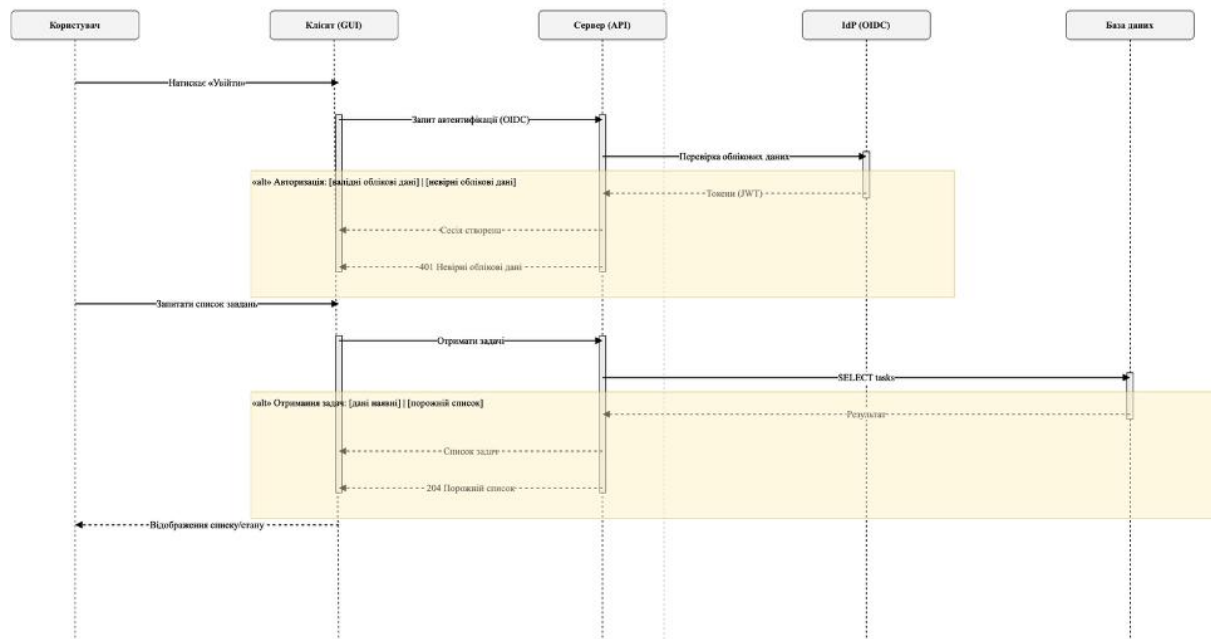 Користувач
Клієнт (GUI)
Сервер (API)
IdP (OIDC)
База даних
Натискає «Увійти»
Запит автентифікації (OIDC)
Перевірка облікових даних
«alt» Авторизація: [валідні облікові дані] | [невірні облікові дані]
Токени (JWT)
Сесія створена
401 Невірні облікові дані
Запитати список завдань
Отримати задачі
SELECT tasks
«alt» Отримання задач: [дані наявні] | [порожній список]
Результат
Список задач
204 Порожній список
Відображення списку/стану